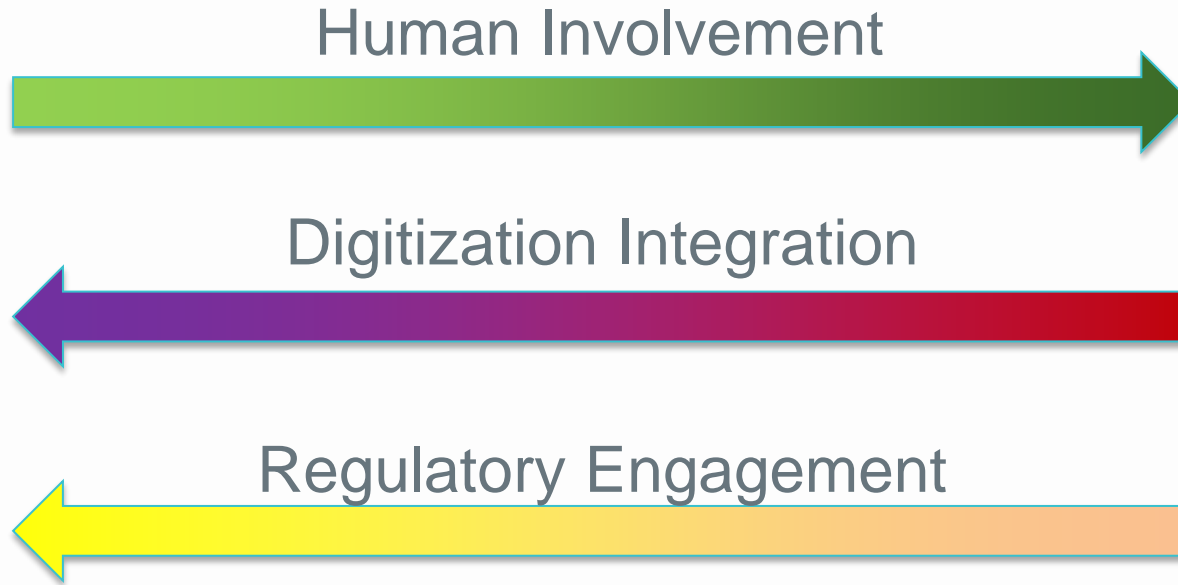 Human Involvement
Digitization Integration
Regulatory Engagement